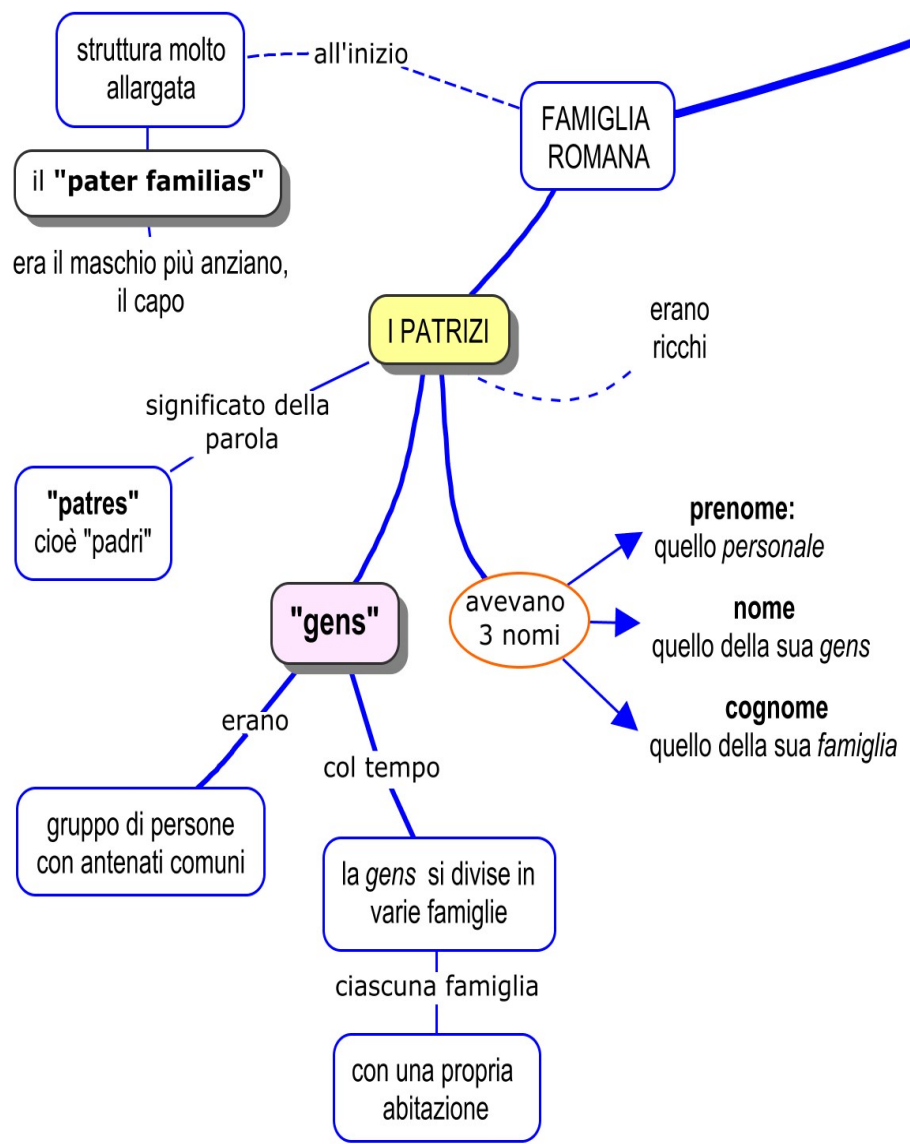 struttura molto
allargata
all'inizio
FAMIGLIA
ROMANA
il "pater familias"
era il maschio più anziano,
il capo
I PATRIZI
erano
ricchi
significato della
parola
"patres"
cioè "padri"
"gens"
avevano
3 nomi
prenome:
quello personale
nome
quello della sua gens
cognome
quello della sua famiglia
erano
gruppo di persone
con antenati comuni
col tempo
la gens si divise in
varie famiglie
ciascuna famiglia
con una propria
abitazione